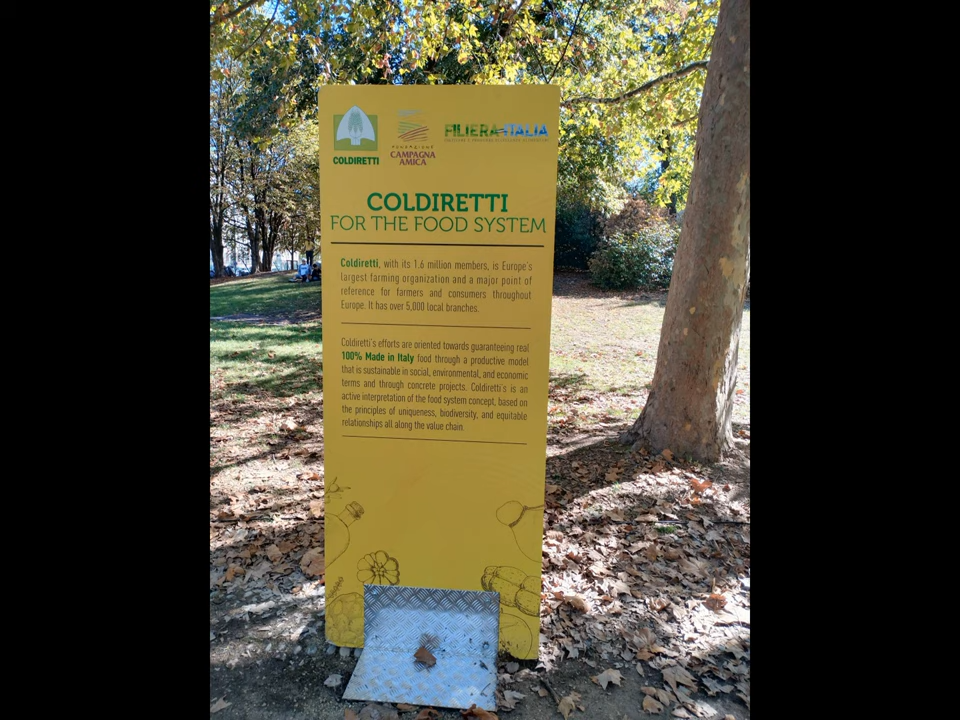 COLDIRETTI
FONDAZIONE
CAMPAGNA
AMICA
FILIERA ITALIA
COLDIRETTI
FOR THE FOOD SYSTEM
Coldiretti, with its 1.6 million members, is Europe's
largest farming organization and a major point of
reference for farmers and consumers throughout
Europe. It has over 5,000 local branches.
Coldiretti's efforts are oriented towards guaranteeing real
100% Made in Italy food through a productive model
that is sustainable in social, environmental, and economic
terms and through concrete projects. Coldiretti's is an
active interpretation of the food system concept, based on
the principles of uniqueness, biodiversity, and equitable
relationships all along the value chain.